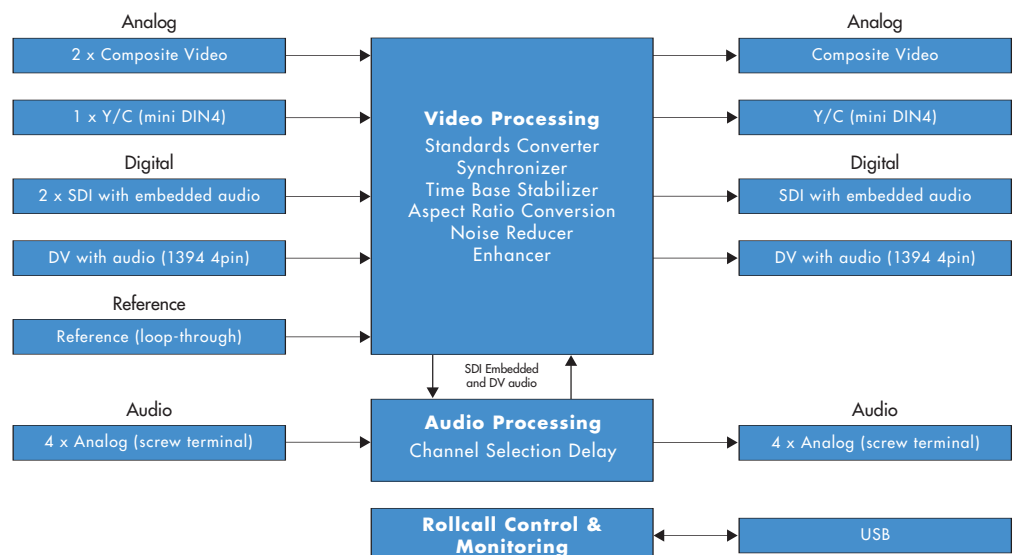 Analog
2 x Composite Video
1 x Y/C (mini DIN4)
Digital
2 x SDI with embedded audio
DV with audio (1394 4pin)
Reference
Reference (loop-through)
Audio
4 x Analog (screw terminal)
Video Processing
Standards Converter
Synchronizer
Time Base Stabilizer
Aspect Ratio Conversion
Noise Reducer
Enhancer
SDI Embedded
and DV audio
Audio Processing
Channel Selection Delay
Rollcall Control &
Monitoring
Analog
Composite Video
Y/C (mini DIN4)
Digital
SDI with embedded audio
DV with audio (1394 4pin)
Audio
4 x Analog (screw terminal)
USB